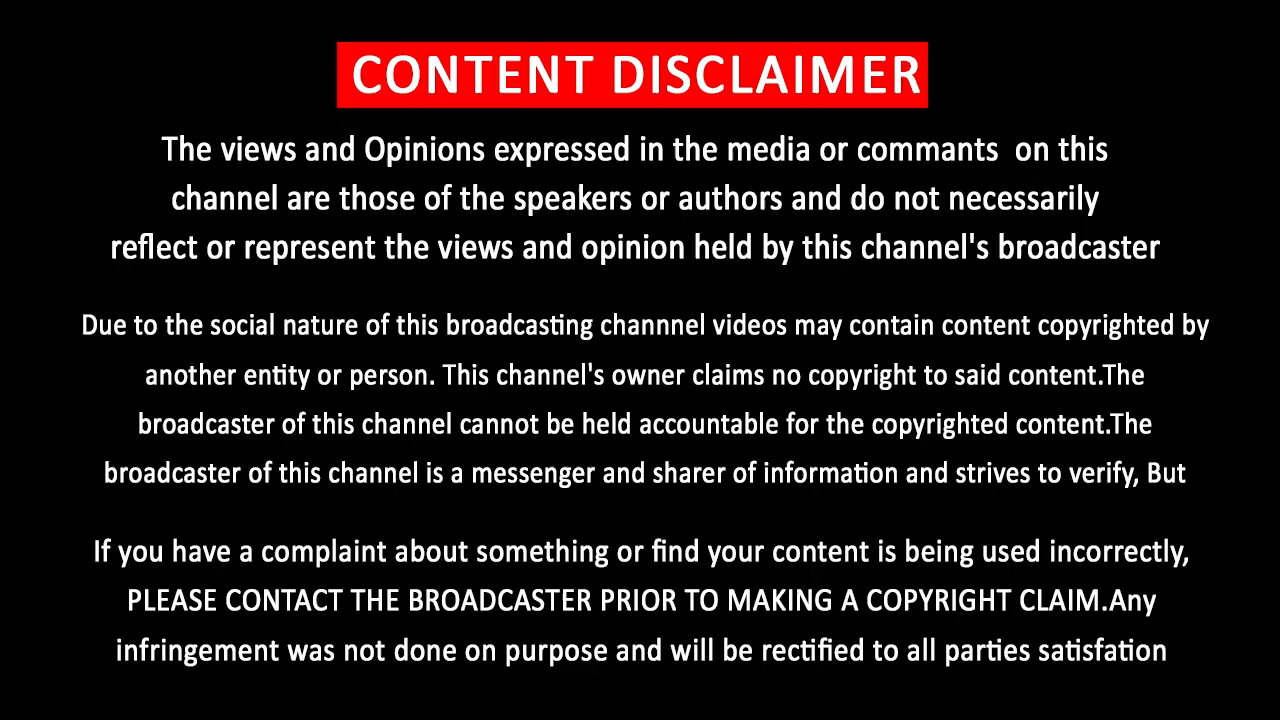 CONTENT DISCLAIMER
The views and Opinions expressed in the media or commants on this
channel are those of the speakers or authors and do not necessarily
reflect or represent the views and opinion held by this channel's broadcaster
Due to the social nature of this broadcasting channnel videos may contain content copyrighted by
another entity or person. This channel's owner claims no copyright to said content.The
broadcaster of this channel cannot be held accountable for the copyrighted content.The
broadcaster of this channel is a messenger and sharer of information and strives to verify, But
If you have a complaint about something or find your content is being used incorrectly,
PLEASE CONTACT THE BROADCASTER PRIOR TO MAKING A COPYRIGHT CLAIM.Any
infringement was not done on purpose and will be rectified to all parties satisfation